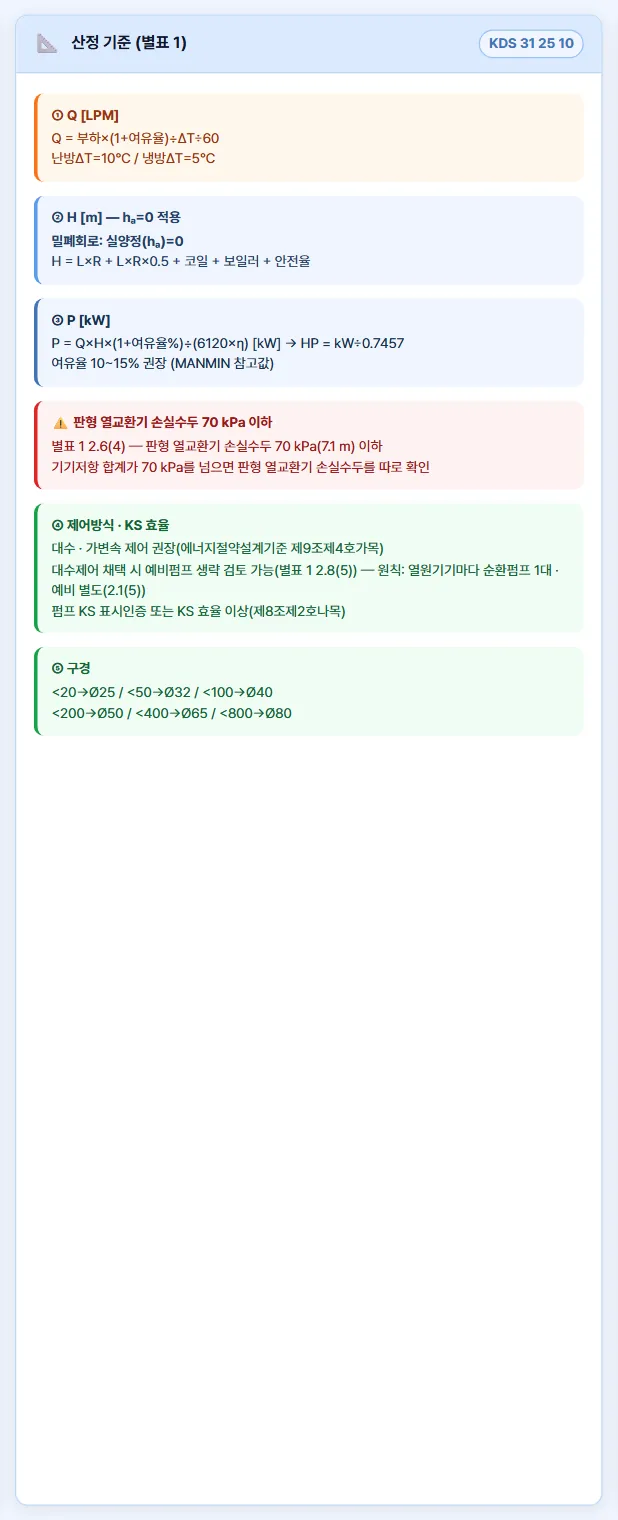 📐 산정 기준 (별표 1)
KDS 31 25 10
① Q [LPM]
Q = 부하×(1+여유율)÷ΔT÷60
난방ΔT=10℃ / 냉방ΔT=5℃
② H [m] — hₐ=0 적용
밀폐회로: 실양정(hₐ)=0
H = L×R + L×R×0.5 + 코일 + 보일러 + 안전율
③ P [kW]
P = Q×H×(1+여유율%)÷(6120×η) [kW] → HP = kW÷0.7457
여유율 10~15% 권장 (MANMIN 참고값)
⚠️ 판형 열교환기 손실수두 70 kPa 이하
별표 1 2.6(4) — 판형 열교환기 손실수두 70 kPa(7.1 m) 이하
기기저항 합계가 70 kPa를 넘으면 판형 열교환기 손실수두를 따로 확인
④ 제어방식 · KS 효율
대수 · 가변속 제어 권장(에너지절약설계기준 제9조제4호가목)
대수제어 채택 시 예비펌프 생략 검토 가능(별표 1 2.8(5)) — 원칙: 열원기기마다 순환펌프 1대 ·
예비 별도(2.1(5))
펌프 KS 표시인증 또는 KS 효율 이상(제8조제2호나목)
⑤ 구경
<20→Ø25 / <50→Ø32 / <100→Ø40
<200→Ø50 / <400→Ø65 / <800→Ø80